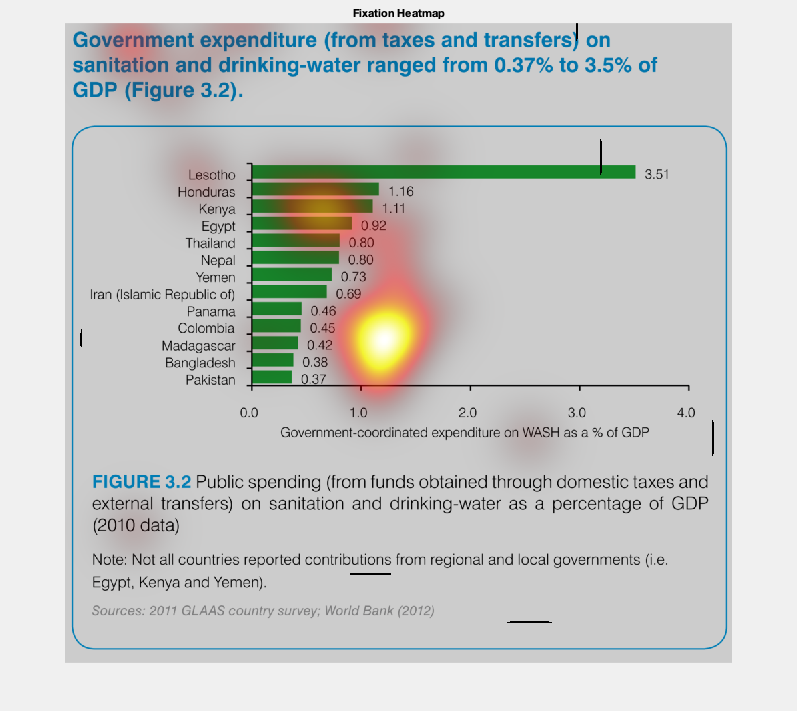 Fixation Heatmap
Government expenditure (from taxes and transfers) on
sanitation and drinking-water ranged from 0.37% to 3.5% of
GDP (Figure 3.2).
Lesotho 3.51
Honduras 1.16
Kenya 1.11
Egypt 0.92
Thailand 0.80
Nepal 0.80
Yemen 0.73
Iran (Islamic Republic of) 0.69
Panama 0.46
Colombia 0.45
Madagascar 0.42
Bangladesh 0.38
Pakistan 0.37
0.0 1.0 2.0 3.0 4.0
Government-coordinated expenditure on WASH as a % of GDP
FIGURE 3.2 Public spending (from funds obtained through domestic taxes and
external transfers) on sanitation and drinking-water as a percentage of GDP
(2010 data)
Note: Not all countries reported contributions from regional and local governments (i.e.
Egypt, Kenya and Yemen).
Sources: 2011 GLAAS country survey; World Bank (2012)